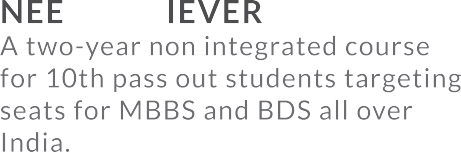 NEE IEVER
A two-year non integrated course
for 10th pass out students targeting
seats for MBBS and BDS all over
India.